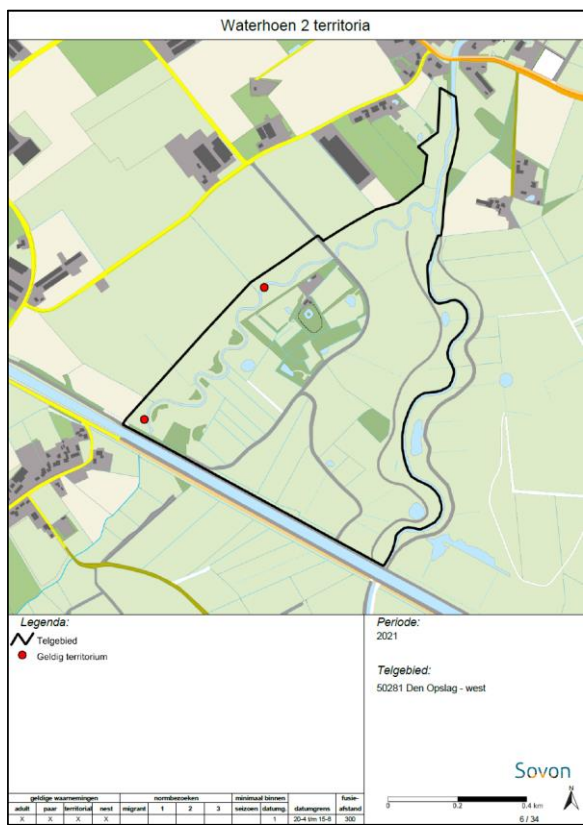 Waterhoen 2 territoria
Legenda:
Telgebied
Geldig territorium
Periode:
2021
Telgebied:
50281 Den Opslag - west
Sovon
geldige waarnemingen normbezoeken minimaal binnen fusie-
adult paar territoriaal nest migrant 1 2 3 seizoen datumg. datumgrens afstand
X X X X 1 20-4 t/m 15-8 300
0 0.2 0.4 km
6 / 34